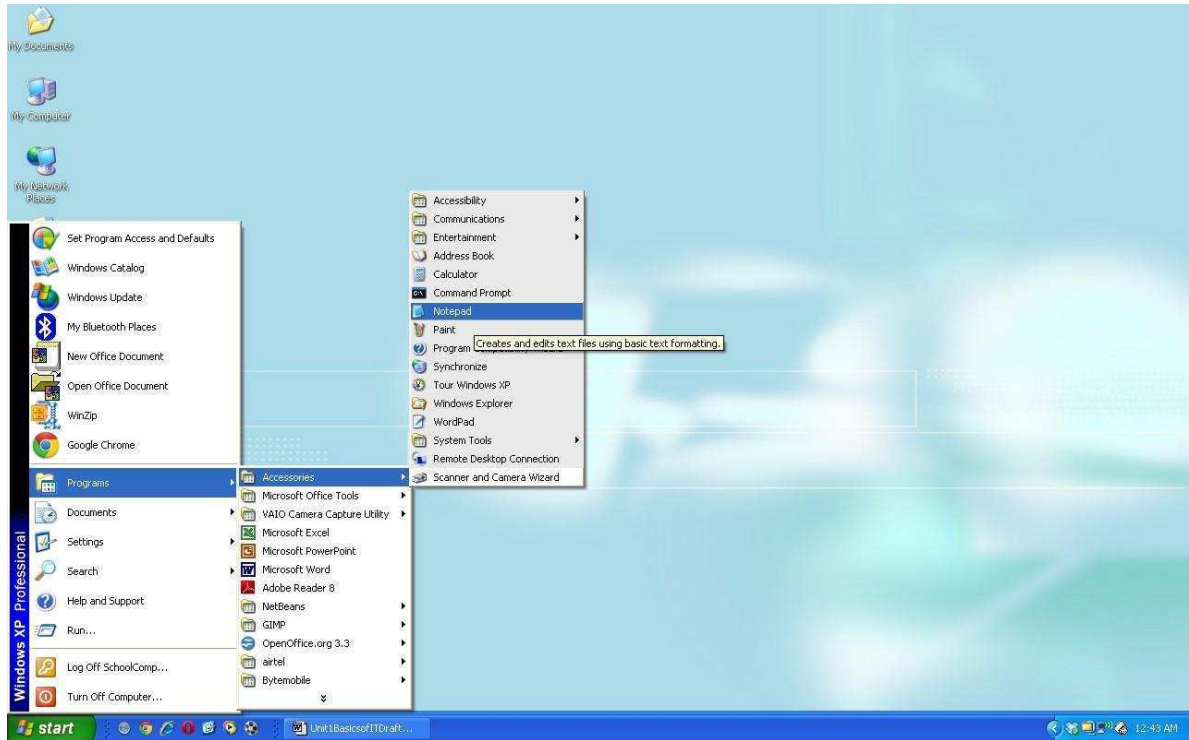 My Documents
My Computer
My Network
Places
Set Program Access and Defaults
Windows Catalog
Windows Update
My Bluetooth Places
New Office Document
Open Office Document
WinZip
Google Chrome
Programs
Documents
Settings
Search
Help and Support
Run...
Log Off SchoolComp...
Turn Off Computer...
Windows XP Professional
Accessories
Microsoft Office Tools
VAIO Camera Capture Utility
Microsoft Excel
Microsoft PowerPoint
Microsoft Word
Adobe Reader 8
NetBeans
GIMP
OpenOffice.org 3.3
airtel
Bytemobile
Accessibility
Communications
Entertainment
Address Book
Calculator
Command Prompt
Notepad
Paint
Creates and edits text files using basic text formatting.
Program
Synchronize
Tour Windows XP
Windows Explorer
WordPad
System Tools
Remote Desktop Connection
Scanner and Camera Wizard
start
Unit1BasicsofITDraft...
12:43 AM